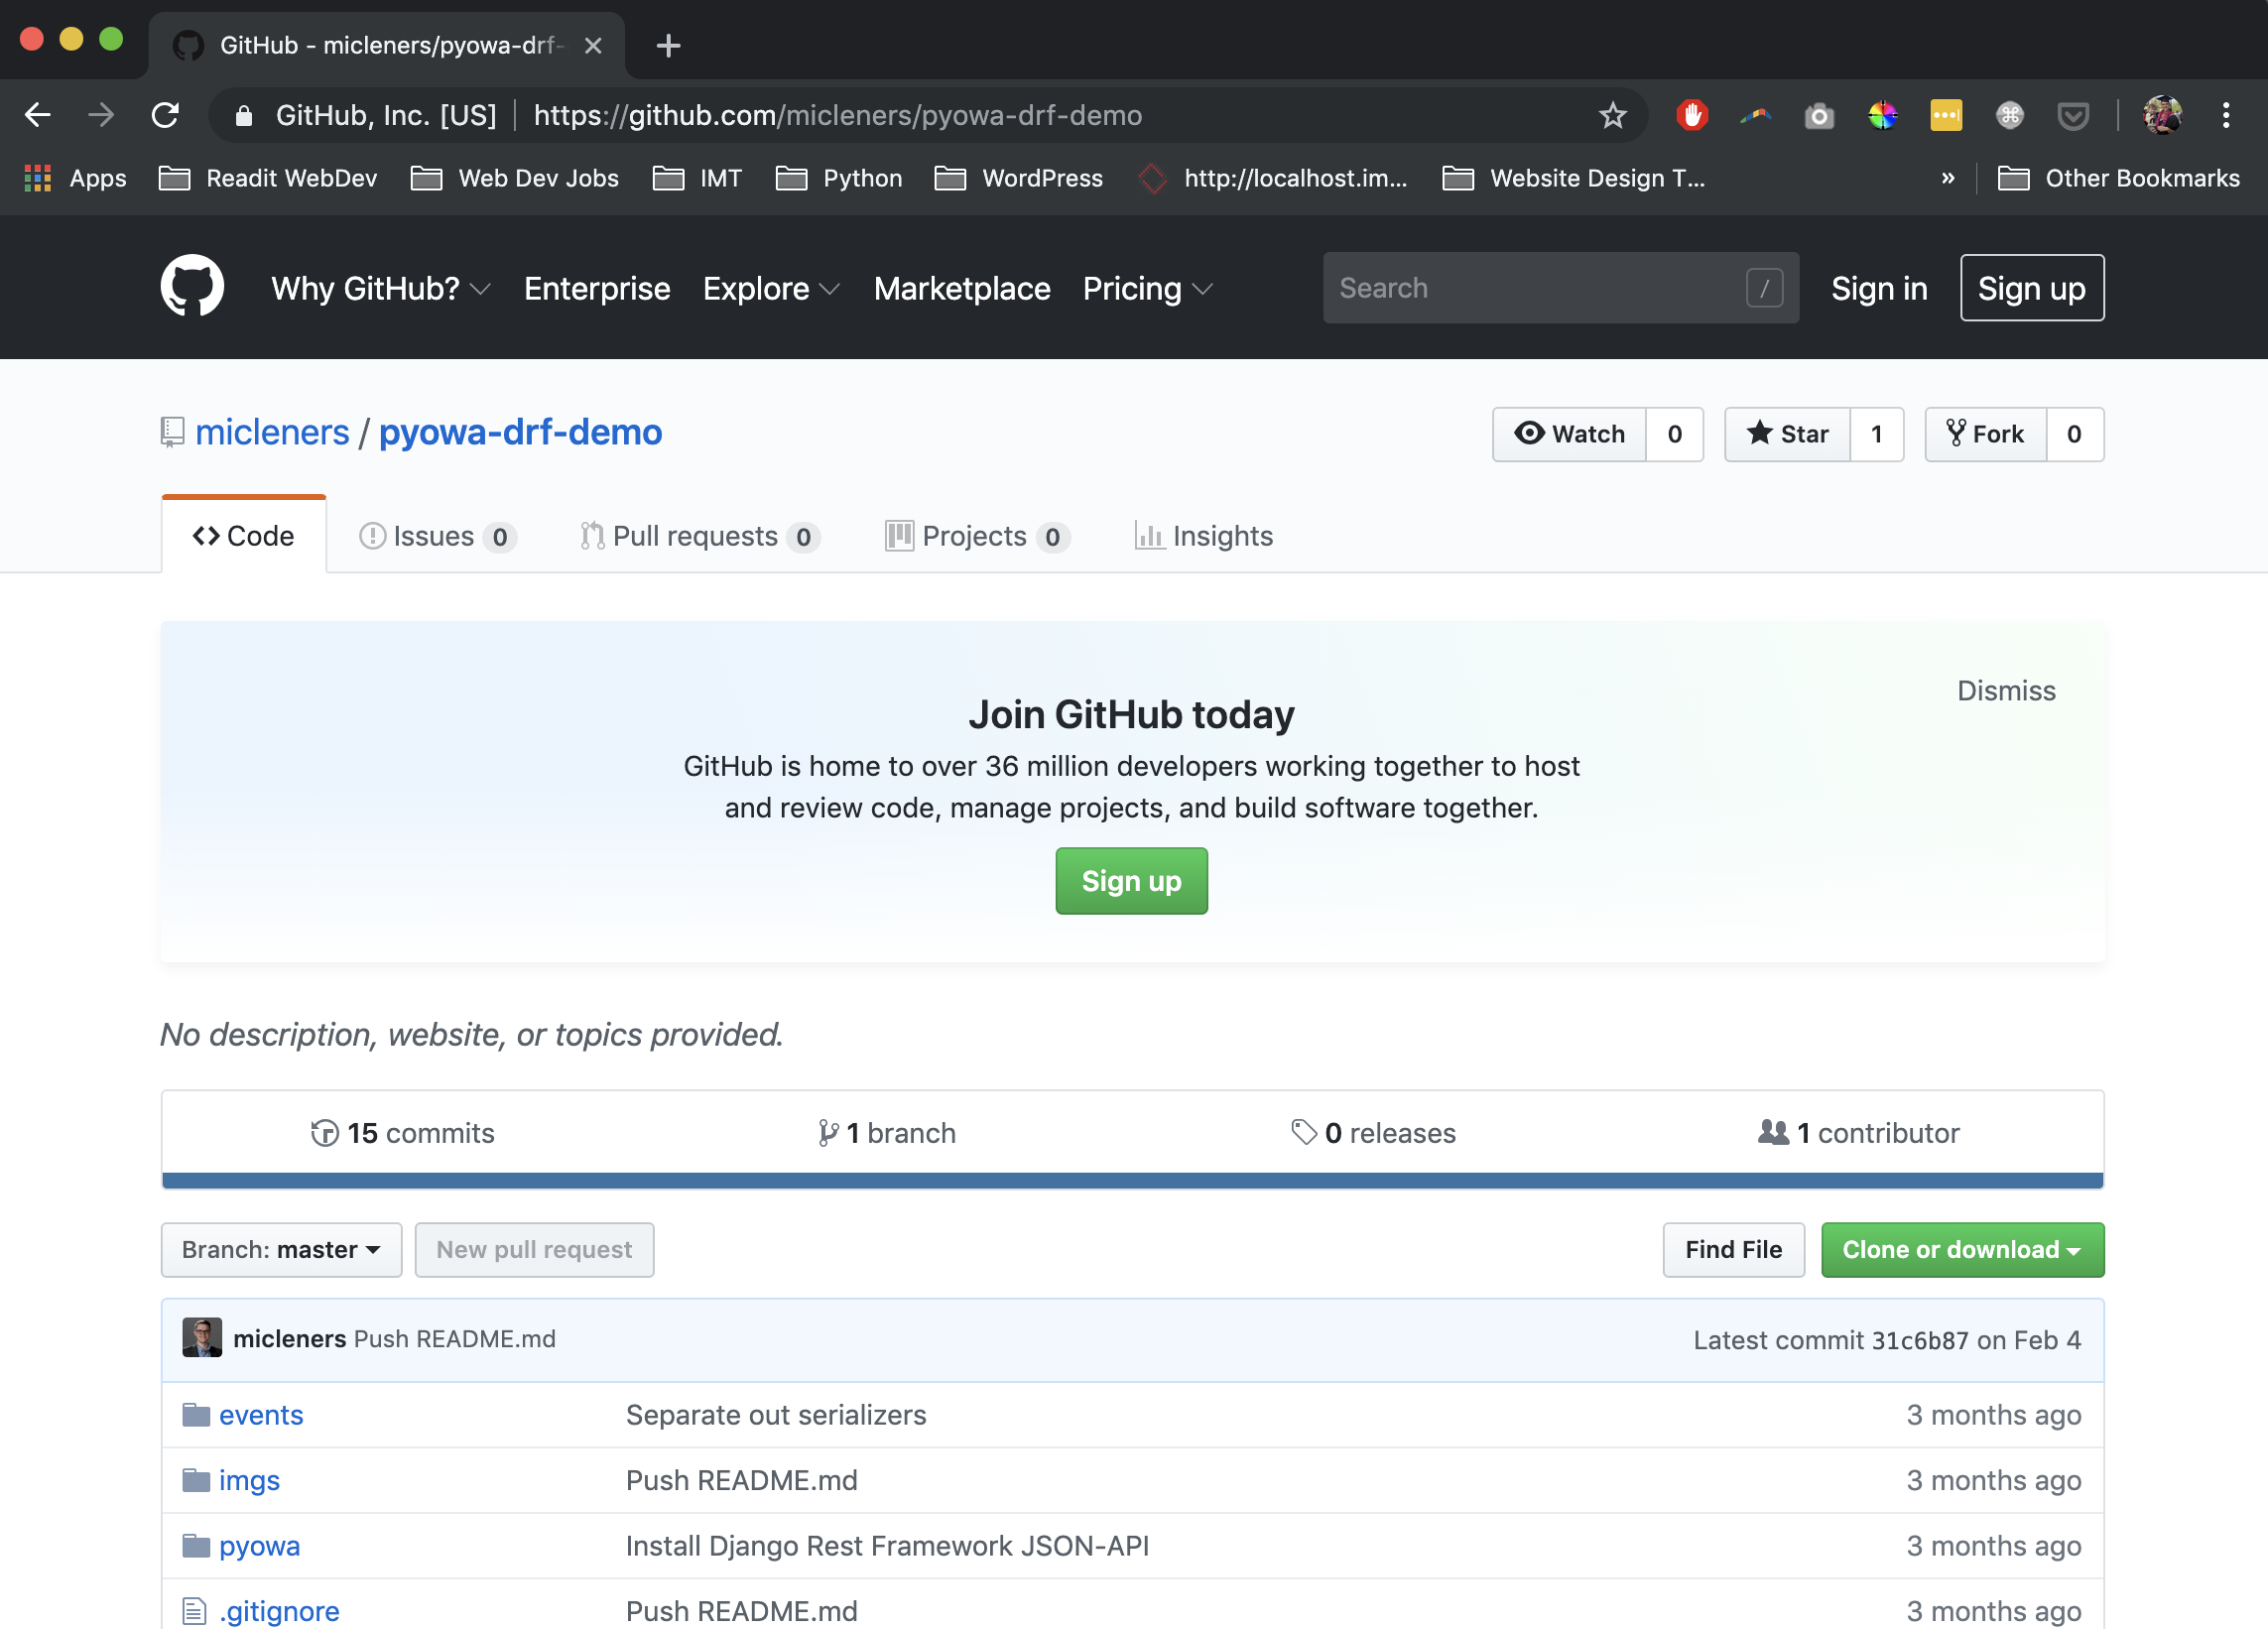 GitHub - micleners/pyowa-drf-
GitHub, Inc. [US] https://github.com/micleners/pyowa-drf-demo
Apps Readit WebDev Web Dev Jobs IMT Python WordPress http://localhost.im... Website Design T... » Other Bookmarks
Why GitHub? Enterprise Explore Marketplace Pricing Search / Sign in Sign up
micleners / pyowa-drf-demo Watch 0 Star 1 Fork 0
Code Issues 0 Pull requests 0 Projects 0 Insights
Dismiss
Join GitHub today
GitHub is home to over 36 million developers working together to host
and review code, manage projects, and build software together.
Sign up
No description, website, or topics provided.
15 commits 1 branch 0 releases 1 contributor
Branch: master New pull request Find File Clone or download
micleners Push README.md Latest commit 31c6b87 on Feb 4
events Separate out serializers 3 months ago
imgs Push README.md 3 months ago
pyowa Install Django Rest Framework JSON-API 3 months ago
.gitignore Push README.md 3 months ago